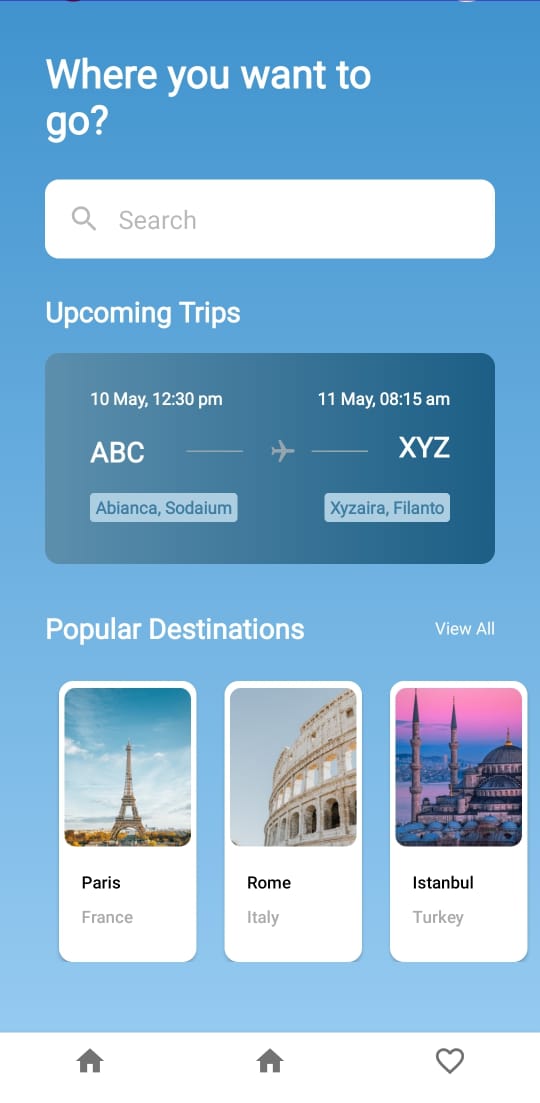 Where you want to
go?
Search
Upcoming Trips
10 May, 12:30 pm
11 May, 08:15 am
ABC
XYZ
Abianca, Sodaium
Xyzaira, Filanto
Popular Destinations
View All
Paris
France
Rome
Italy
Istanbul
Turkey